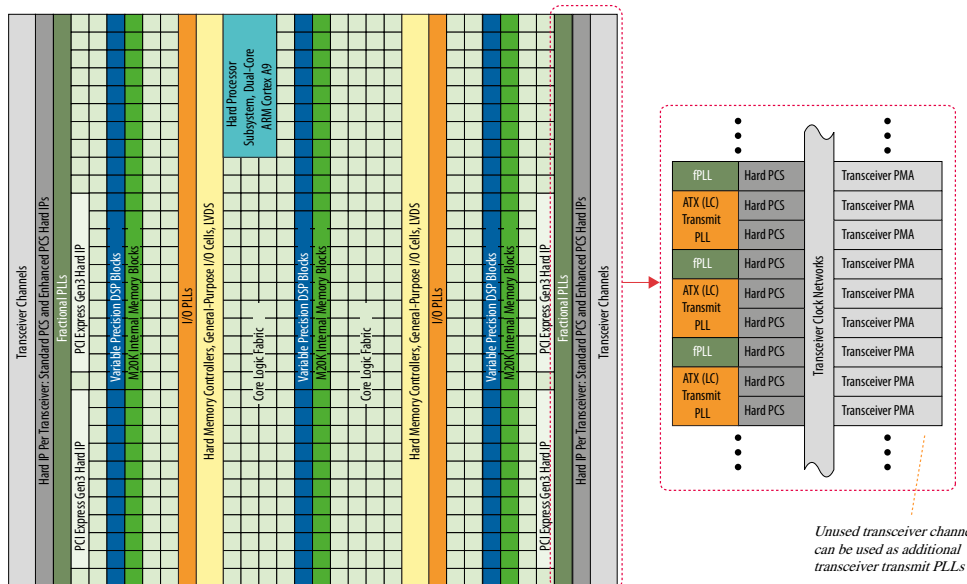 Transceiver Channels
Hard IP Per Transceiver: Standard PCS and Enhanced PCS Hard IPs
Fractional PLLs
PCI Express Gen3 Hard IP
PCI Express Gen3 Hard IP
Variable Precision DSP Blocks
M20K Internal Memory Blocks
I/O PLLs
Hard Memory Controllers, General-Purpose I/O Cells, LVDS
Hard Processor
Subsystem, Dual-Core
ARM Cortex A9
Core Logic Fabric
Variable Precision DSP Blocks
M20K Internal Memory Blocks
Core Logic Fabric
Hard Memory Controllers, General-Purpose I/O Cells, LVDS
I/O PLLs
Variable Precision DSP Blocks
M20K Internal Memory Blocks
PCI Express Gen3 Hard IP
PCI Express Gen3 Hard IP
Fractional PLLs
Hard IP Per Transceiver: Standard PCS and Enhanced PCS Hard IPs
Transceiver Channels
fPLL
Hard PCS
Transceiver PMA
ATX (LC)
Transmit
PLL
Hard PCS
Transceiver PMA
Hard PCS
Transceiver PMA
fPLL
Hard PCS
Transceiver PMA
ATX (LC)
Transmit
PLL
Hard PCS
Transceiver PMA
Hard PCS
Transceiver PMA
fPLL
Hard PCS
Transceiver PMA
ATX (LC)
Transmit
PLL
Hard PCS
Transceiver PMA
Hard PCS
Transceiver PMA
Transceiver Clock Networks
Unused transceiver
can be used as additional
transceiver transmit PLLs